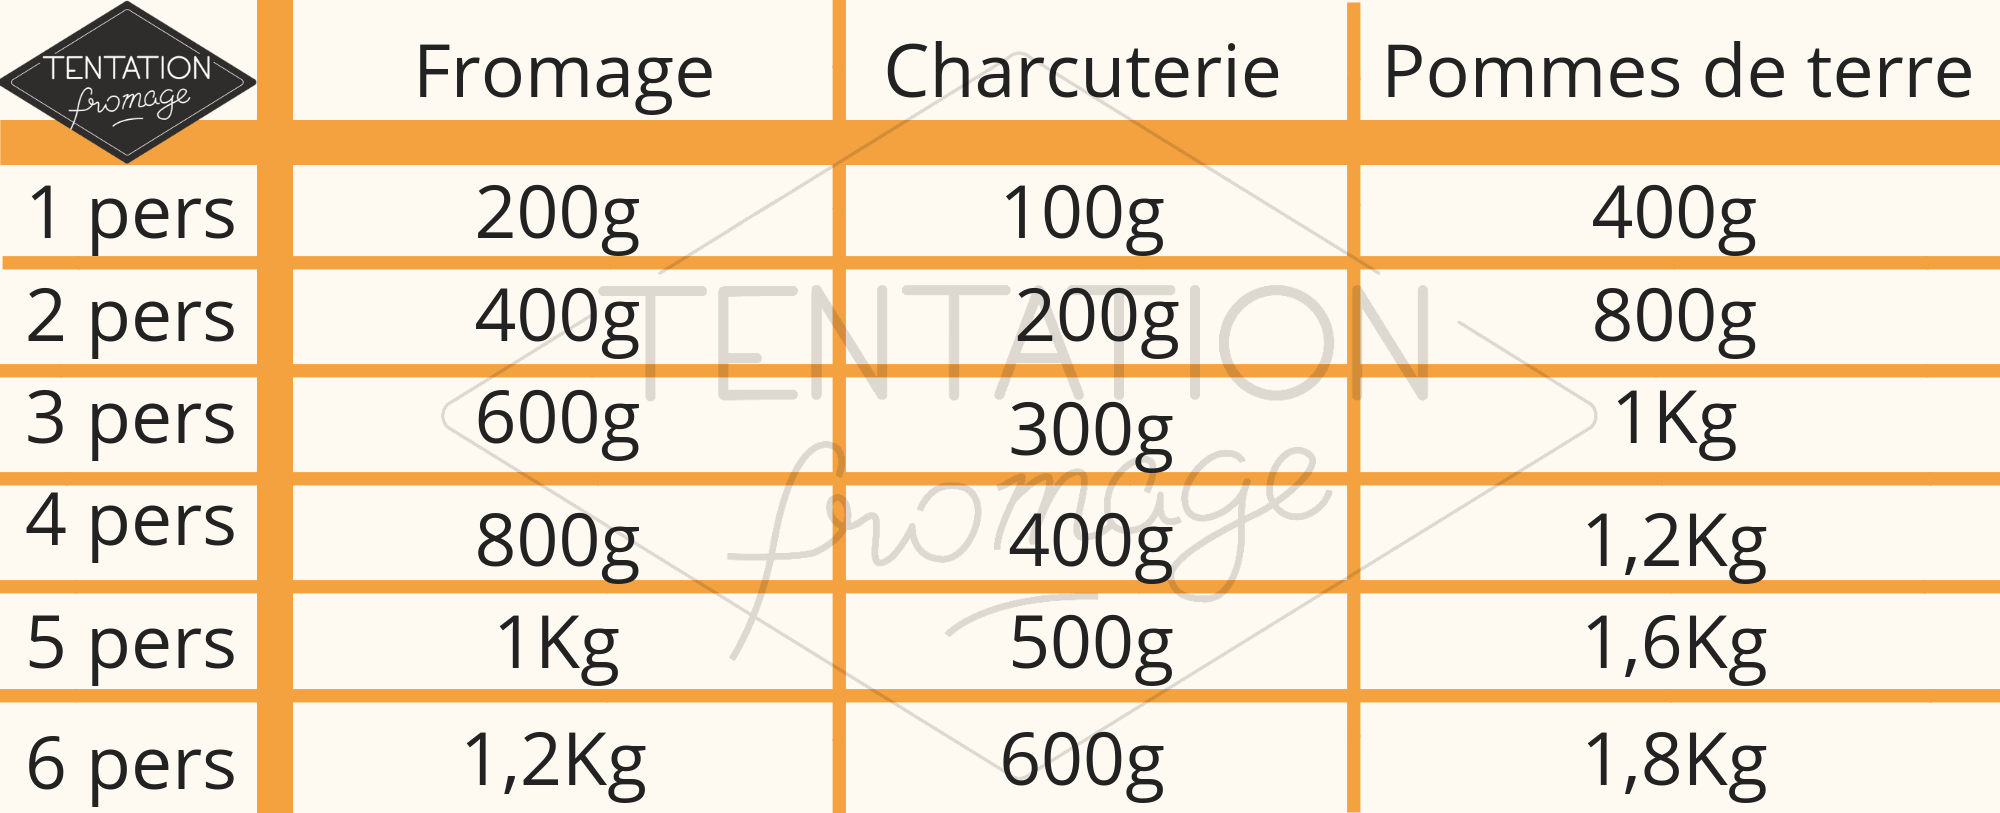 TENTATION
fromage
Fromage Charcuterie Pommes de terre
1 pers 200g 100g 400g
2 pers 400g 200g 800g
3 pers 600g 300g 1Kg
4 pers 800g 400g 1,2Kg
5 pers 1Kg 500g 1,6Kg
6 pers 1,2Kg 600g 1,8Kg
TENTATION
fromage